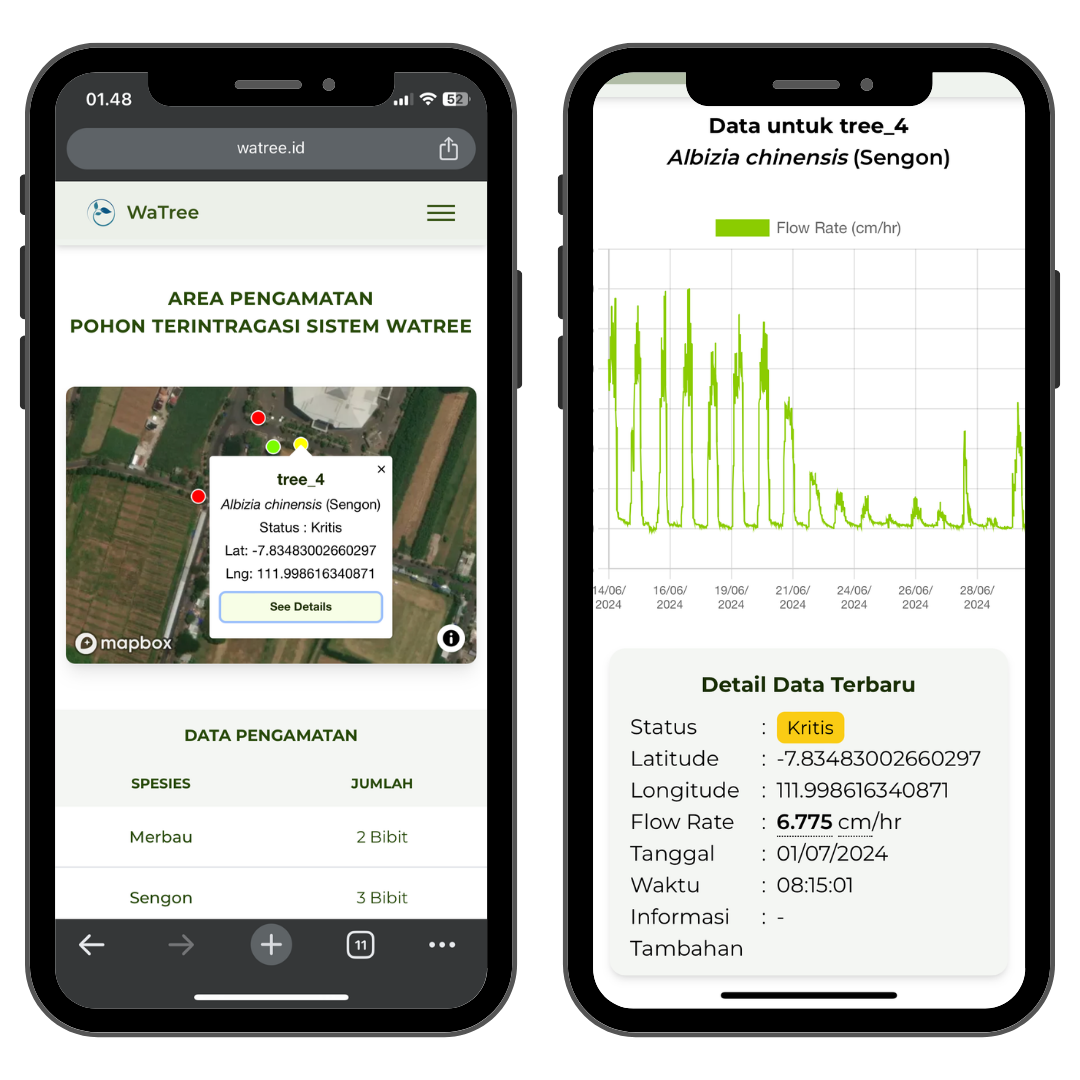 01.48
52
watree.id
WaTree
AREA PENGAMATAN
POHON TERINTRAGASI SISTEM WATREE
×
tree_4
Albizia chinensis (Sengon)
Status : Kritis
Lat: -7.83483002660297
Lng: 111.998616340871
See Details
mapbox
DATA PENGAMATAN
SPESIES JUMLAH
Merbau 2 Bibit
Sengon 3 Bibit
11
Data untuk tree_4
Albizia chinensis (Sengon)
Flow Rate (cm/hr)
14/06/ 16/06/ 19/06/ 21/06/ 24/06/ 26/06/ 28/06/
2024 2024 2024 2024 2024 2024 2024
Detail Data Terbaru
Status : Kritis
Latitude : -7.83483002660297
Longitude : 111.998616340871
Flow Rate : 6.775 cm/hr
Tanggal : 01/07/2024
Waktu : 08:15:01
Informasi : -
Tambahan